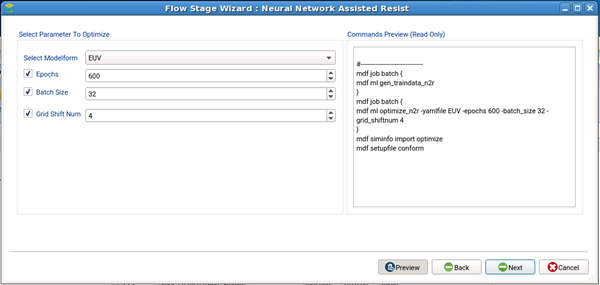 Flow Stage Wizard : Neural Network Assisted Resist
Select Parameter To Optimize
Select Modelform EUV
Epochs 600
Batch Size 32
Grid Shift Num 4
Commands Preview (Read Only)
#----------------------------
mdf job batch {
mdf ml gen_traindata_n2r
}
mdf job batch {
mdf ml optimize_n2r -yamlfile EUV -epochs 600 -batch_size 32 -
grid_shiftnum 4
}
mdf siminfo import optimize
mdf setupfile conform
Preview Back Next Cancel